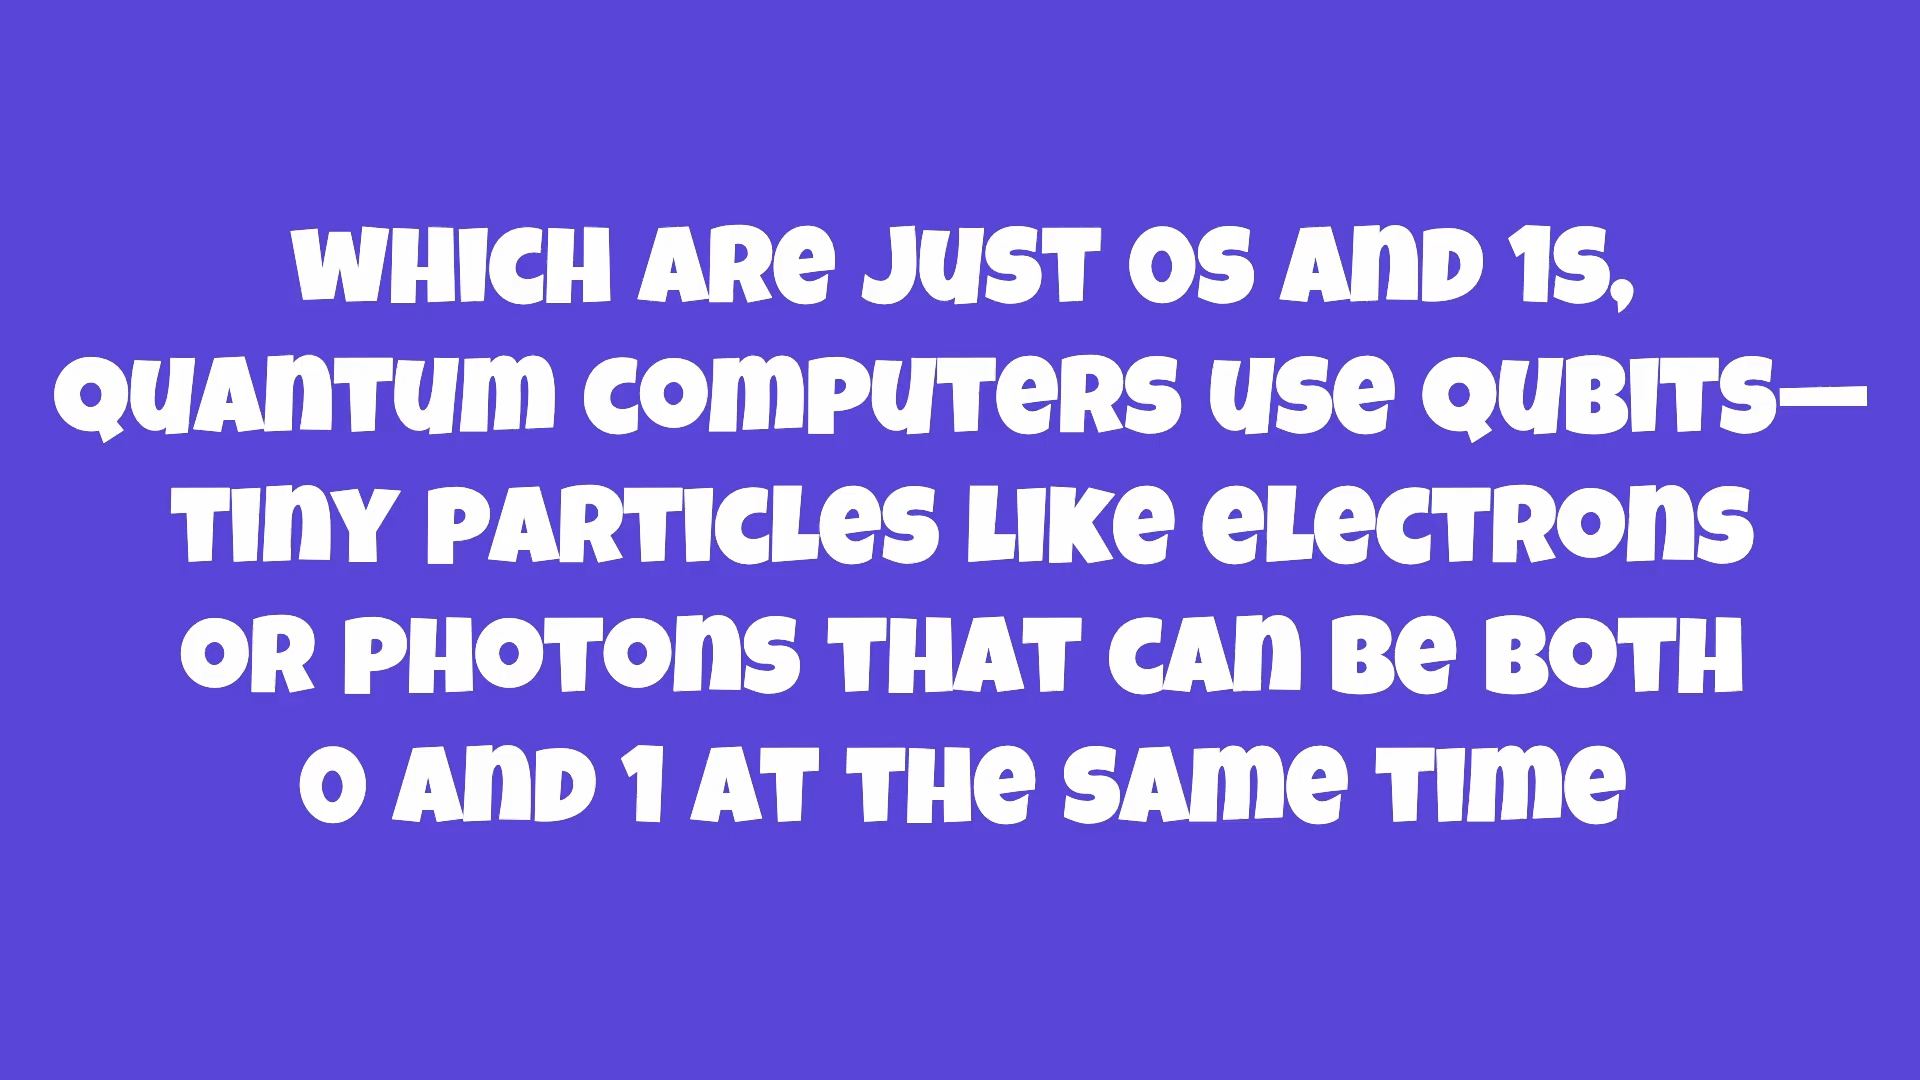 which are just 0s and 1s,
quantum computers use qubits—
tiny particles like electrons
or photons that can be both
0 and 1 at the same time